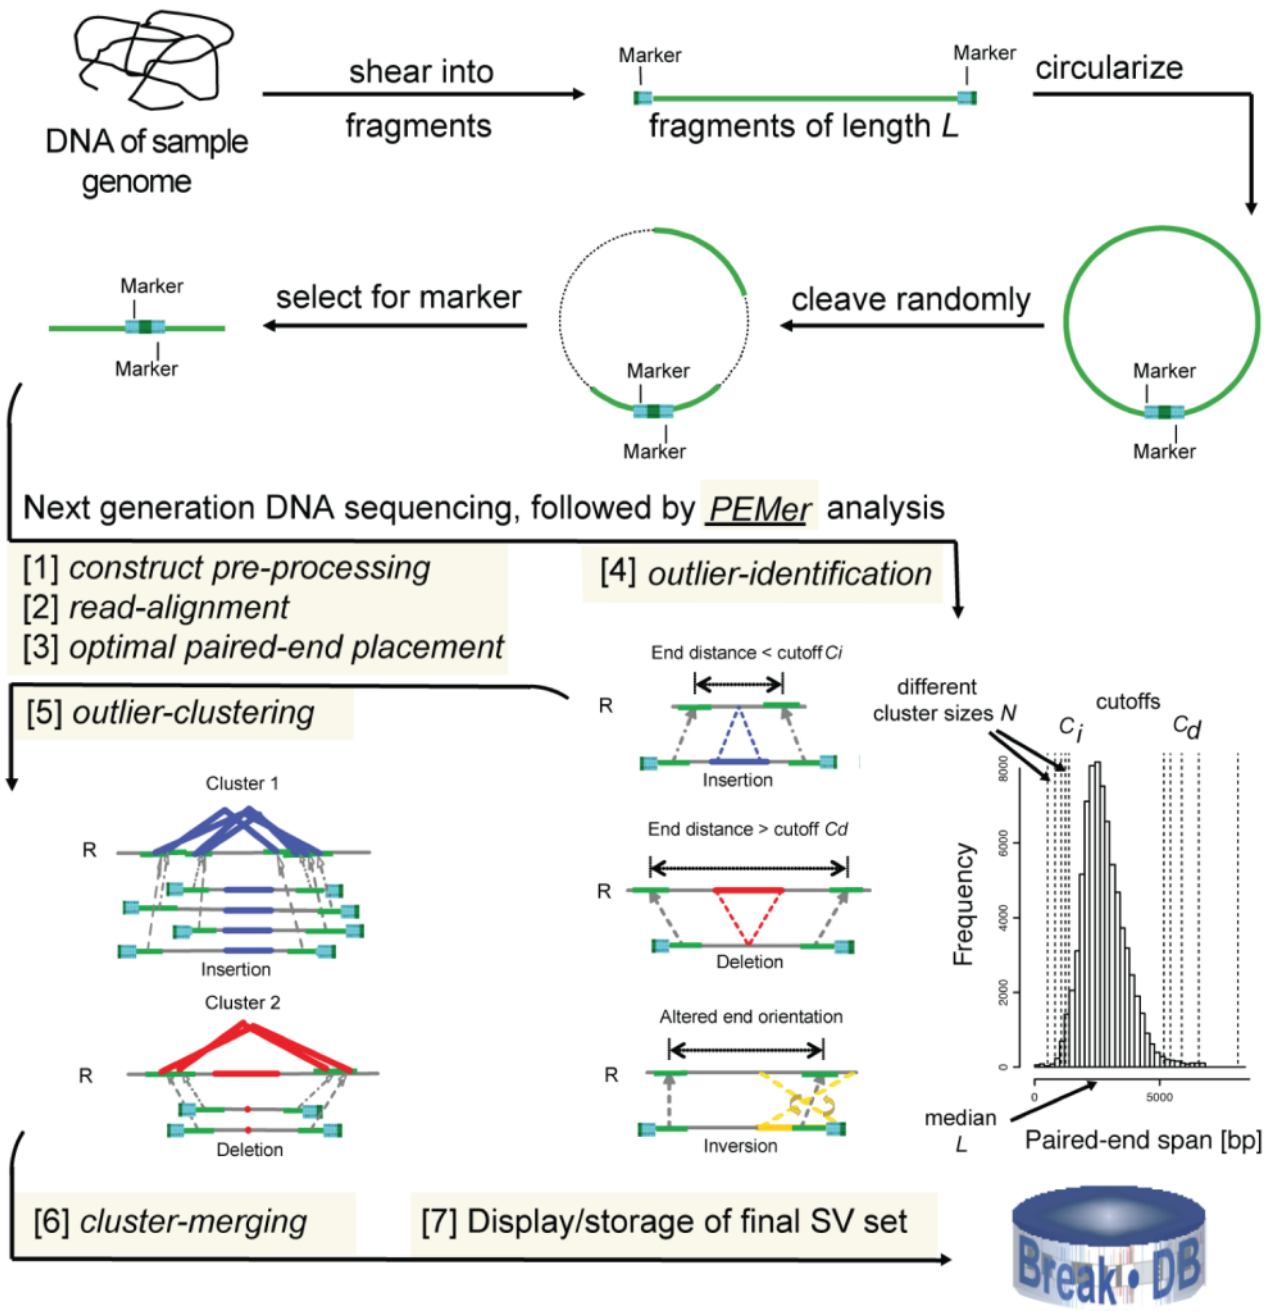 Marker
Marker
shear into
circularize
fragments
fragments of length L
DNA of sample
genome
Marker
select for marker
cleave randomly
Marker
Marker
Marker
Marker
Marker
Next generation DNA sequencing, followed by PEMer analysis
[1] construct pre-processing
[2] read-alignment
[3] optimal paired-end placement
[4] outlier-identification
End distance < cutoff Ci
R
Insertion
End distance > cutoff Cd
R
Deletion
Altered end orientation
R
Inversion
different
cluster sizes N
cutoffs
Ci
Cd
Frequency
8000
6000
4000
2000
0
0
5000
median
L
Paired-end span [bp]
[5] outlier-clustering
Cluster 1
R
Insertion
Cluster 2
R
Deletion
[6] cluster-merging
[7] Display/storage of final SV set
Break•DB